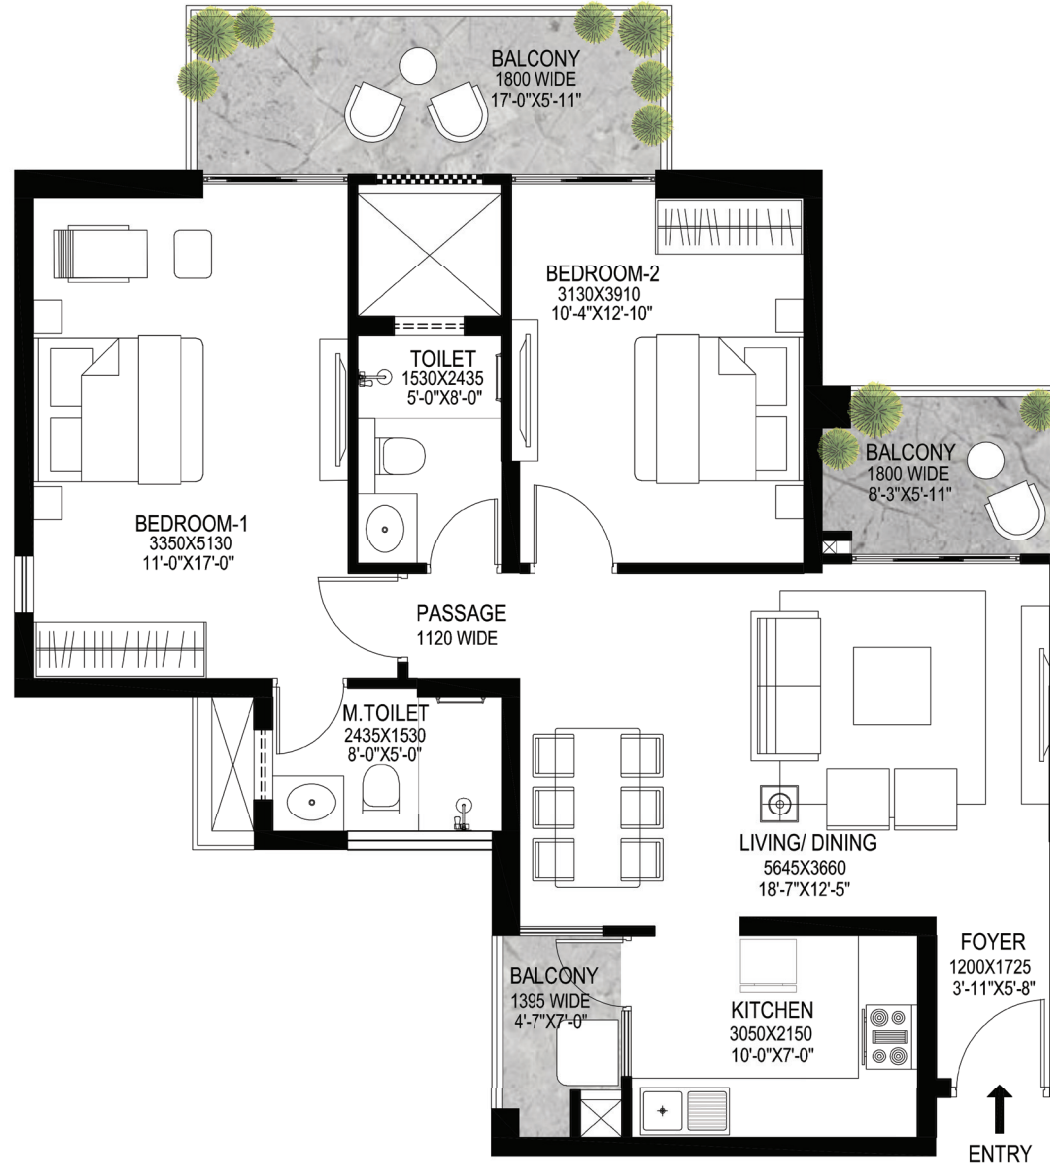 BALCONY
1800 WIDE
17'-0"X5'-11"
BEDROOM-2
3130X3910
10'-4"X12'-10"
TOILET
1530X2435
5'-0"X8'-0"
BALCONY
1800 WIDE
8'-3"X5'-11"
BEDROOM-1
3350X5130
11'-0"X17'-0"
PASSAGE
1120 WIDE
M.TOILET
2435X1530
8'-0"X5'-0"
LIVING/ DINING
5645X3660
18'-7"X12'-5"
FOYER
1200X1725
3'-11"X5'-8"
BALCONY
1395 WIDE
4'-7"X7'-0"
KITCHEN
3050X2150
10'-0"X7'-0"
ENTRY